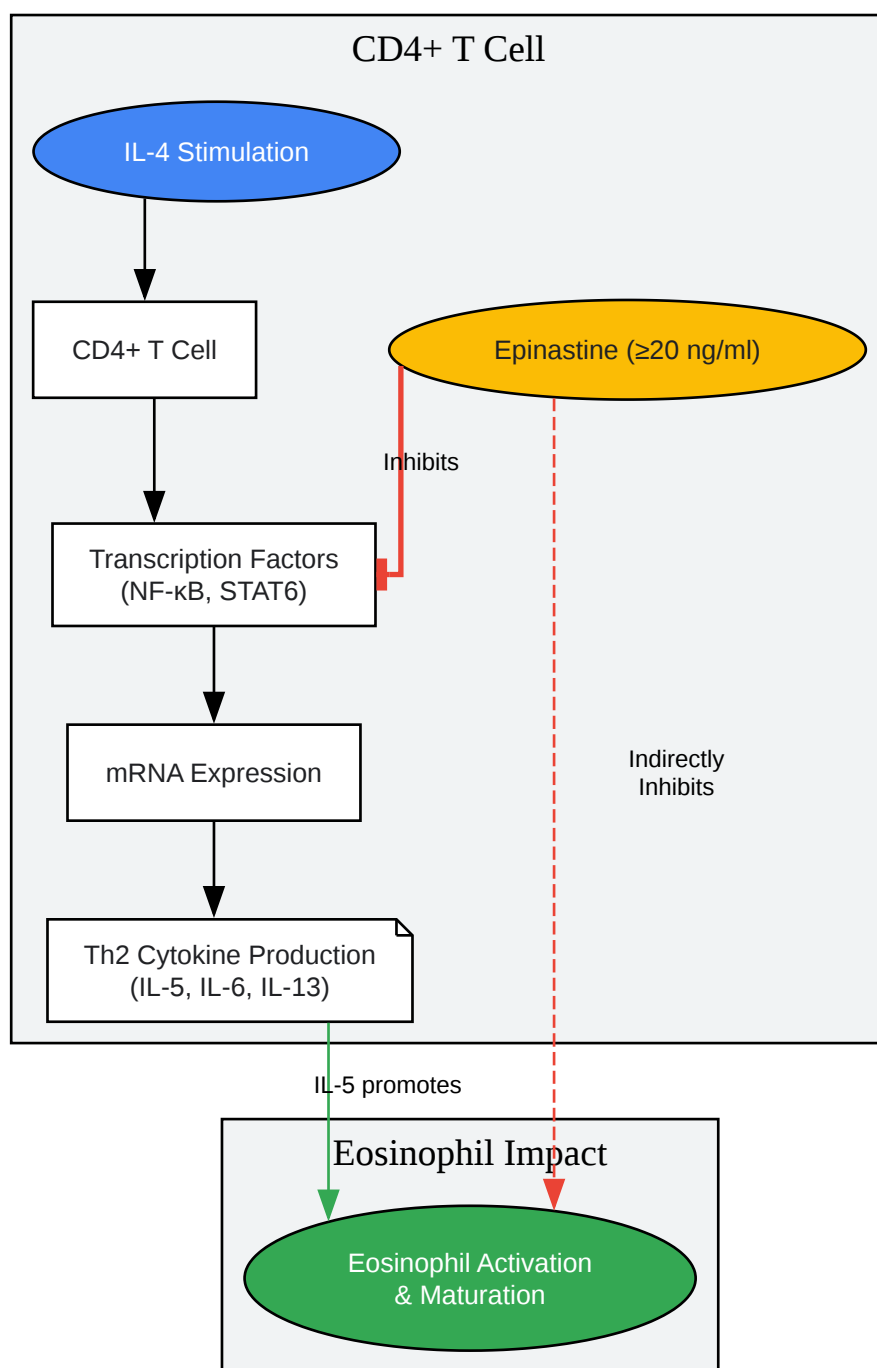 CD4+ T Cell
IL-4 Stimulation
CD4+ T Cell
Epinastine (≥20 ng/ml)
Inhibits
Transcription Factors
(NF-κB, STAT6)
mRNA Expression
Indirectly
Inhibits
Th2 Cytokine Production
(IL-5, IL-6, IL-13)
IL-5 promotes
Eosinophil Impact
Eosinophil Activation
& Maturation